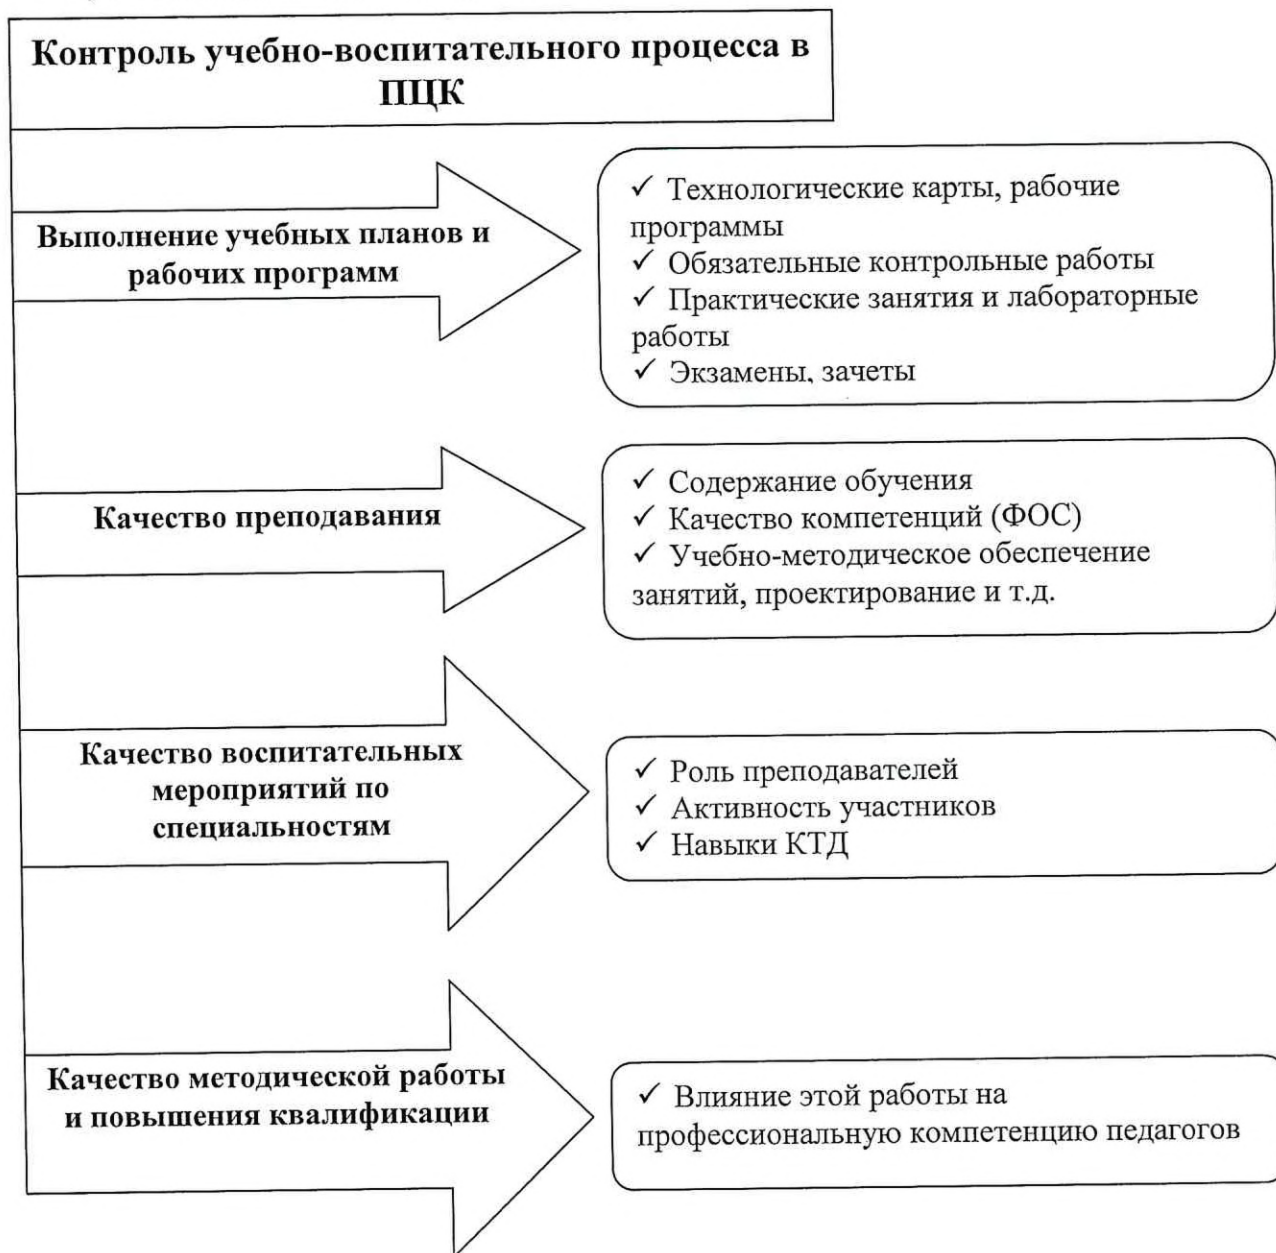 Контроль учебно-воспитательного процесса в
ПЦК
Выполнение учебных планов и
рабочих программ
✓ Технологические карты, рабочие
программы
✓ Обязательные контрольные работы
✓ Практические занятия и лабораторные
работы
✓ Экзамены, зачеты
Качество преподавания
✓ Содержание обучения
✓ Качество компетенций (ФОС)
✓ Учебно-методическое обеспечение
занятий, проектирование и т.д.
Качество воспитательных
мероприятий по
специальностям
✓ Роль преподавателей
✓ Активность участников
✓ Навыки КТД
Качество методической работы
и повышения квалификации
✓ Влияние этой работы на
профессиональную компетенцию педагогов